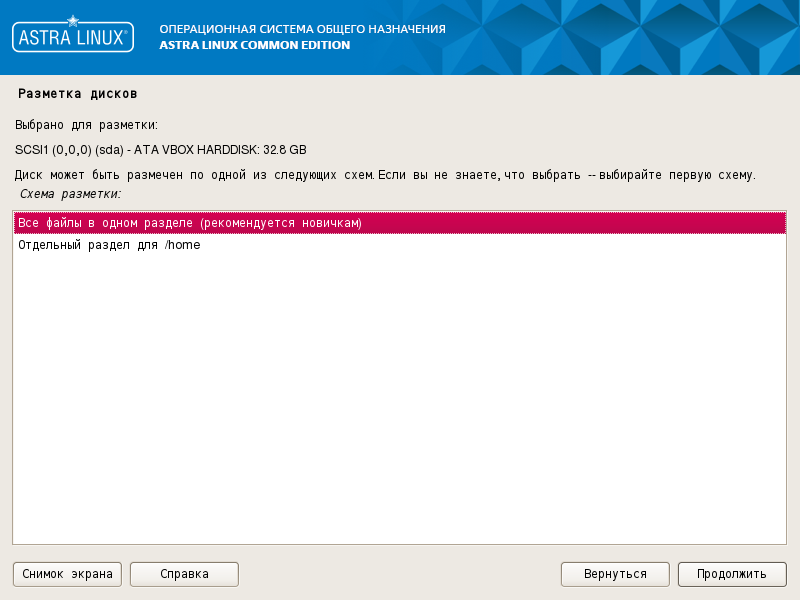 ASTRA LINUX®
ОПЕРАЦИОННАЯ СИСТЕМА ОБЩЕГО НАЗНАЧЕНИЯ
ASTRA LINUX COMMON EDITION
Разметка дисков
Выбрано для разметки:
SCSI1 (0,0,0) (sda) - ATA VBOX HARDDISK: 32.8 GB
Диск может быть размечен по одной из следующих схем. Если вы не знаете, что выбрать -- выбирайте первую схему.
Схема разметки:
Все файлы в одном разделе (рекомендуется новичкам)
Отдельный раздел для /home
Снимок экрана Справка Вернуться Продолжить